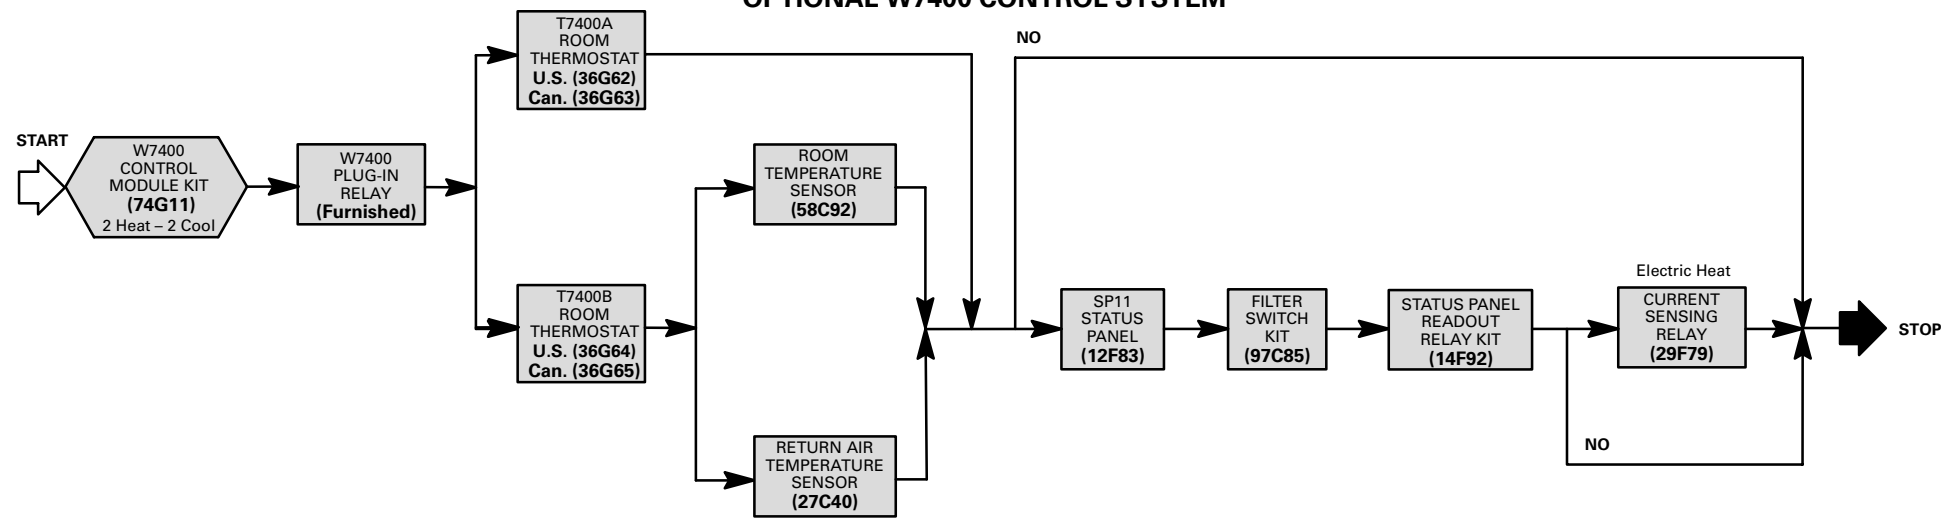 OPTIONAL W7400 CONTROL SYSTEM
START
W7400
CONTROL
MODULE KIT
(74G11)
2 Heat – 2 Cool
W7400
PLUG-IN
RELAY
(Furnished)
T7400A
ROOM
THERMOSTAT
U.S. (36G62)
Can. (36G63)
T7400B
ROOM
THERMOSTAT
U.S. (36G64)
Can. (36G65)
ROOM
TEMPERATURE
SENSOR
(58C92)
RETURN AIR
TEMPERATURE
SENSOR
(27C40)
NO
SP11
STATUS
PANEL
(12F83)
FILTER
SWITCH
KIT
(97C85)
STATUS PANEL
READOUT
RELAY KIT
(14F92)
Electric Heat
CURRENT
SENSING
RELAY
(29F79)
NO
STOP